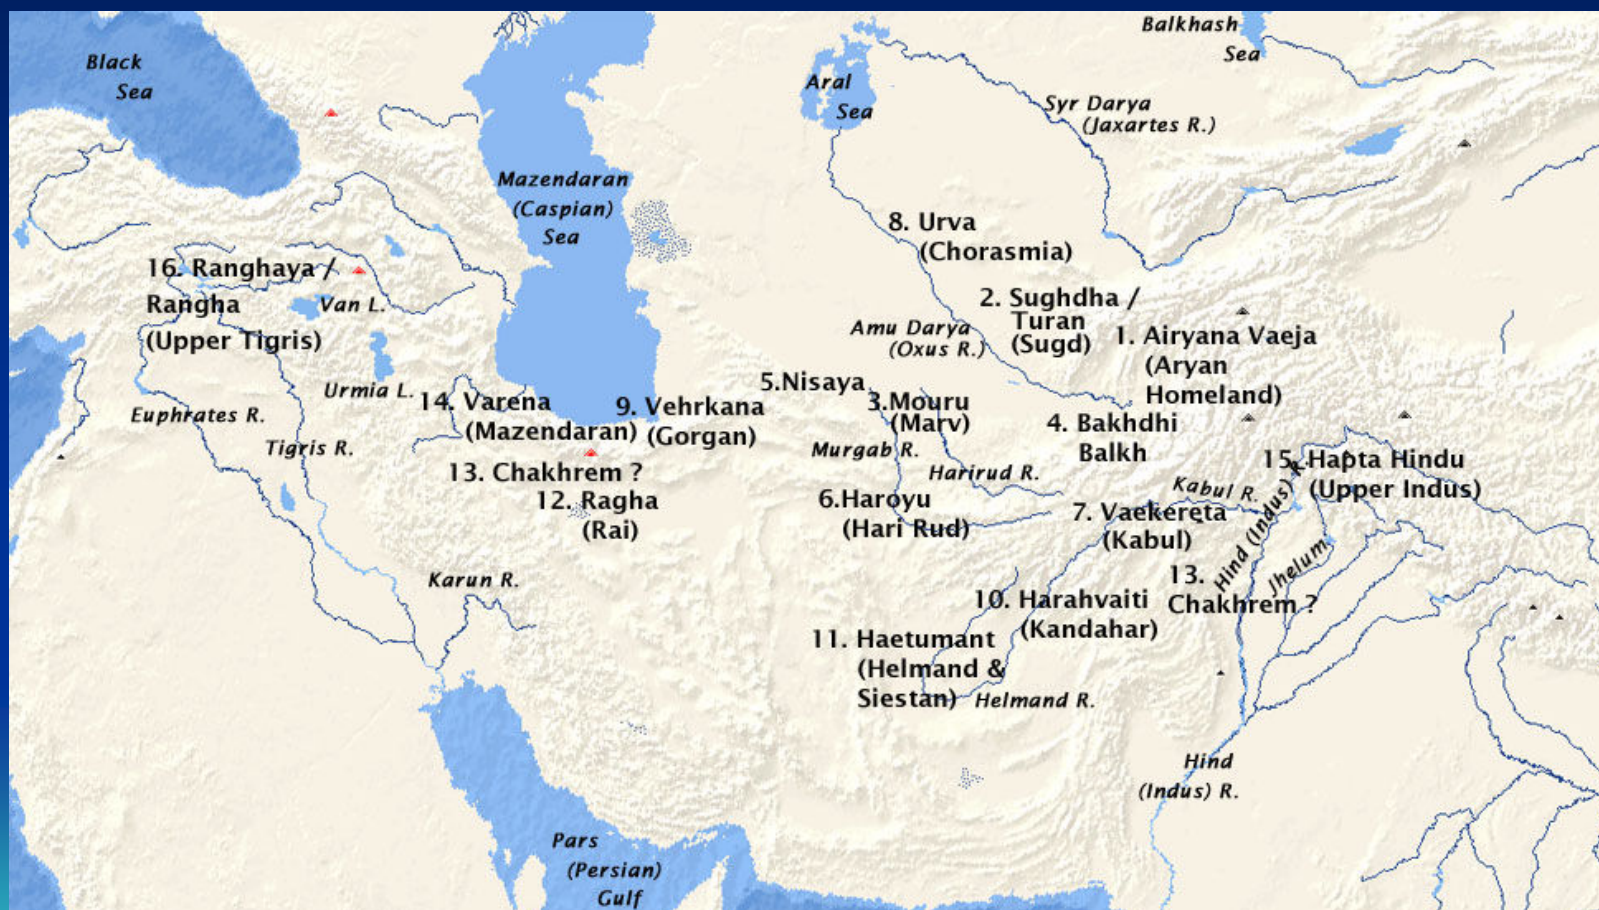 Black
Sea
Balkhash
Sea
Aral
Sea
Syr Darya
(Jaxartes R.)
Mazendaran
(Caspian)
Sea
8. Urva
(Chorasmia)
16. Ranghaya /
Rangha
(Upper Tigris)
Van L.
2. Sughdha /
Turan
(Sugd)
Amu Darya
(Oxus R.)
1. Airyana Vaeja
(Aryan
Homeland)
Urmia L.
5.Nisaya
14. Varena
(Mazendaran)
9. Vehrkana
(Gorgan)
3.Mouru
(Marv)
Euphrates R.
Tigris R.
4. Bakhdhi
Balkh
Murgab R.
Harirud R.
13. Chakhrem ?
12. Ragha
(Rai)
15. Hapta Hindu
(Upper Indus)
6.Haroyu
(Hari Rud)
Kabul R.
7. Vaekereta
(Kabul)
Hind (Indus) R.
Jhelum
Karun R.
13.
Chakhrem ?
10. Harahvaiti
(Kandahar)
11. Haetumant
(Helmand &
Siestan)
Helmand R.
Hind
(Indus) R.
Pars
(Persian)
Gulf